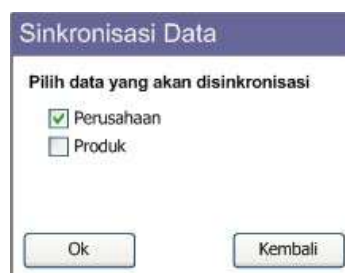 Sinkronisasi Data
Pilih data yang akan disinkronisasi
Perusahaan
Produk
Ok Kembali